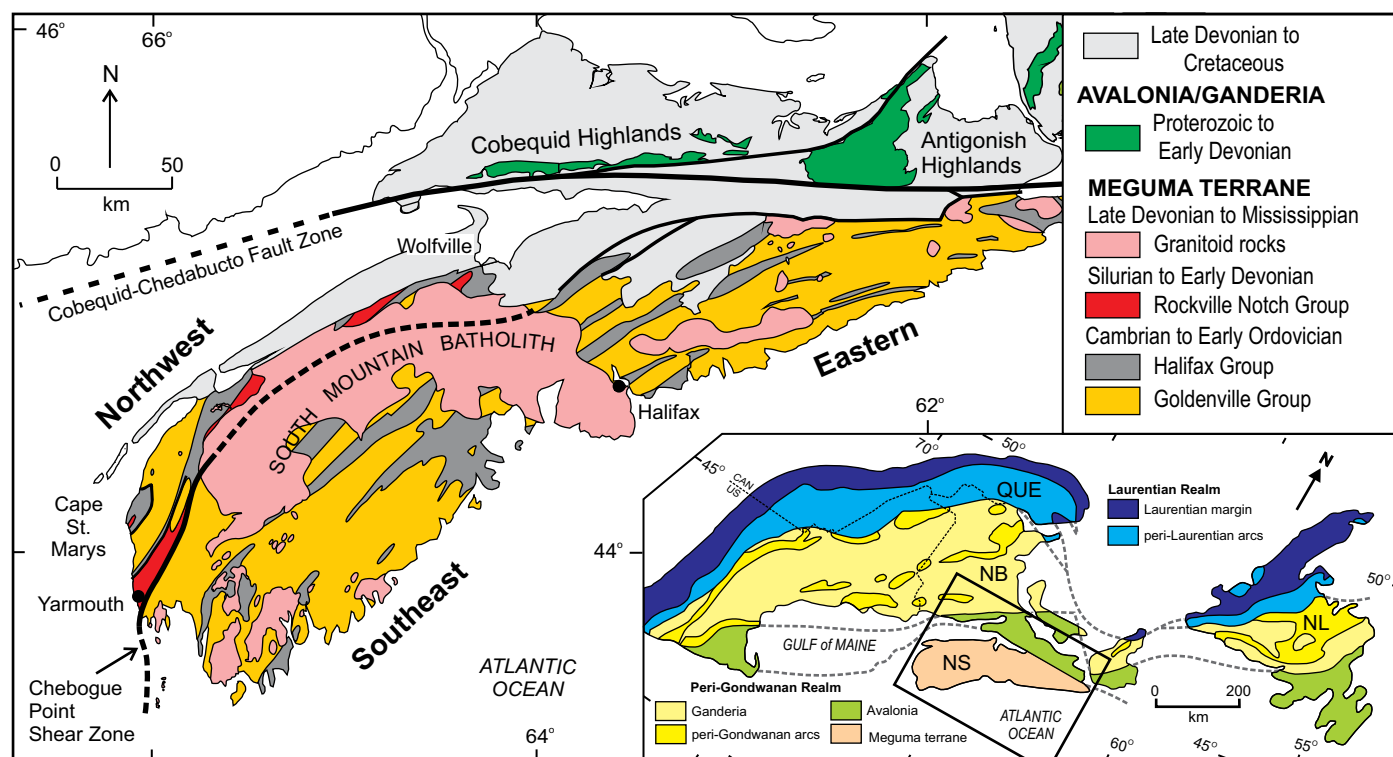 46°
66°
N
0
50
km
Cobequid Highlands
Antigonish
Highlands
Cobequid-Chedabucto Fault Zone
Wolfville
Northwest
SOUTH MOUNTAIN BATHOLITH
Eastern
Halifax
62°
Cape
St.
Marys
Yarmouth
Southeast
44°
Chebogue
Point
Shear Zone
ATLANTIC
OCEAN
64°
Late Devonian to
Cretaceous
AVALONIA/GANDERIA
Proterozoic to
Early Devonian
MEGUMA TERRANE
Late Devonian to Mississippian
Granitoid rocks
Silurian to Early Devonian
Rockville Notch Group
Cambrian to Early Ordovician
Halifax Group
Goldenville Group
45°
CAN
US
70°
50°
QUE
Laurentian Realm
Laurentian margin
peri-Laurentian arcs
N
50°
NB
NL
GULF of MAINE
NS
Peri-Gondwanan Realm
Ganderia
Avalonia
peri-Gondwanan arcs
Meguma terrane
ATLANTIC
OCEAN
0
200
km
60°
45°
55°